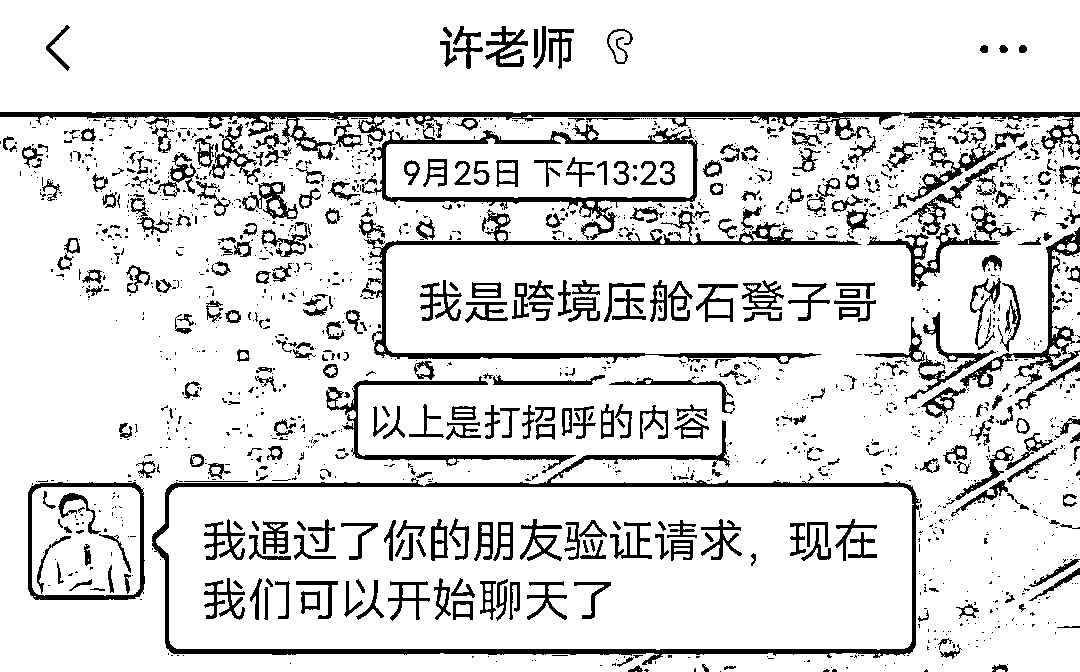 许老师
9月25日 下午13:23
我是跨境压舱石凳子哥
以上是打招呼的内容
我通过了你的朋友验证请求，现在
我们可以开始聊天了